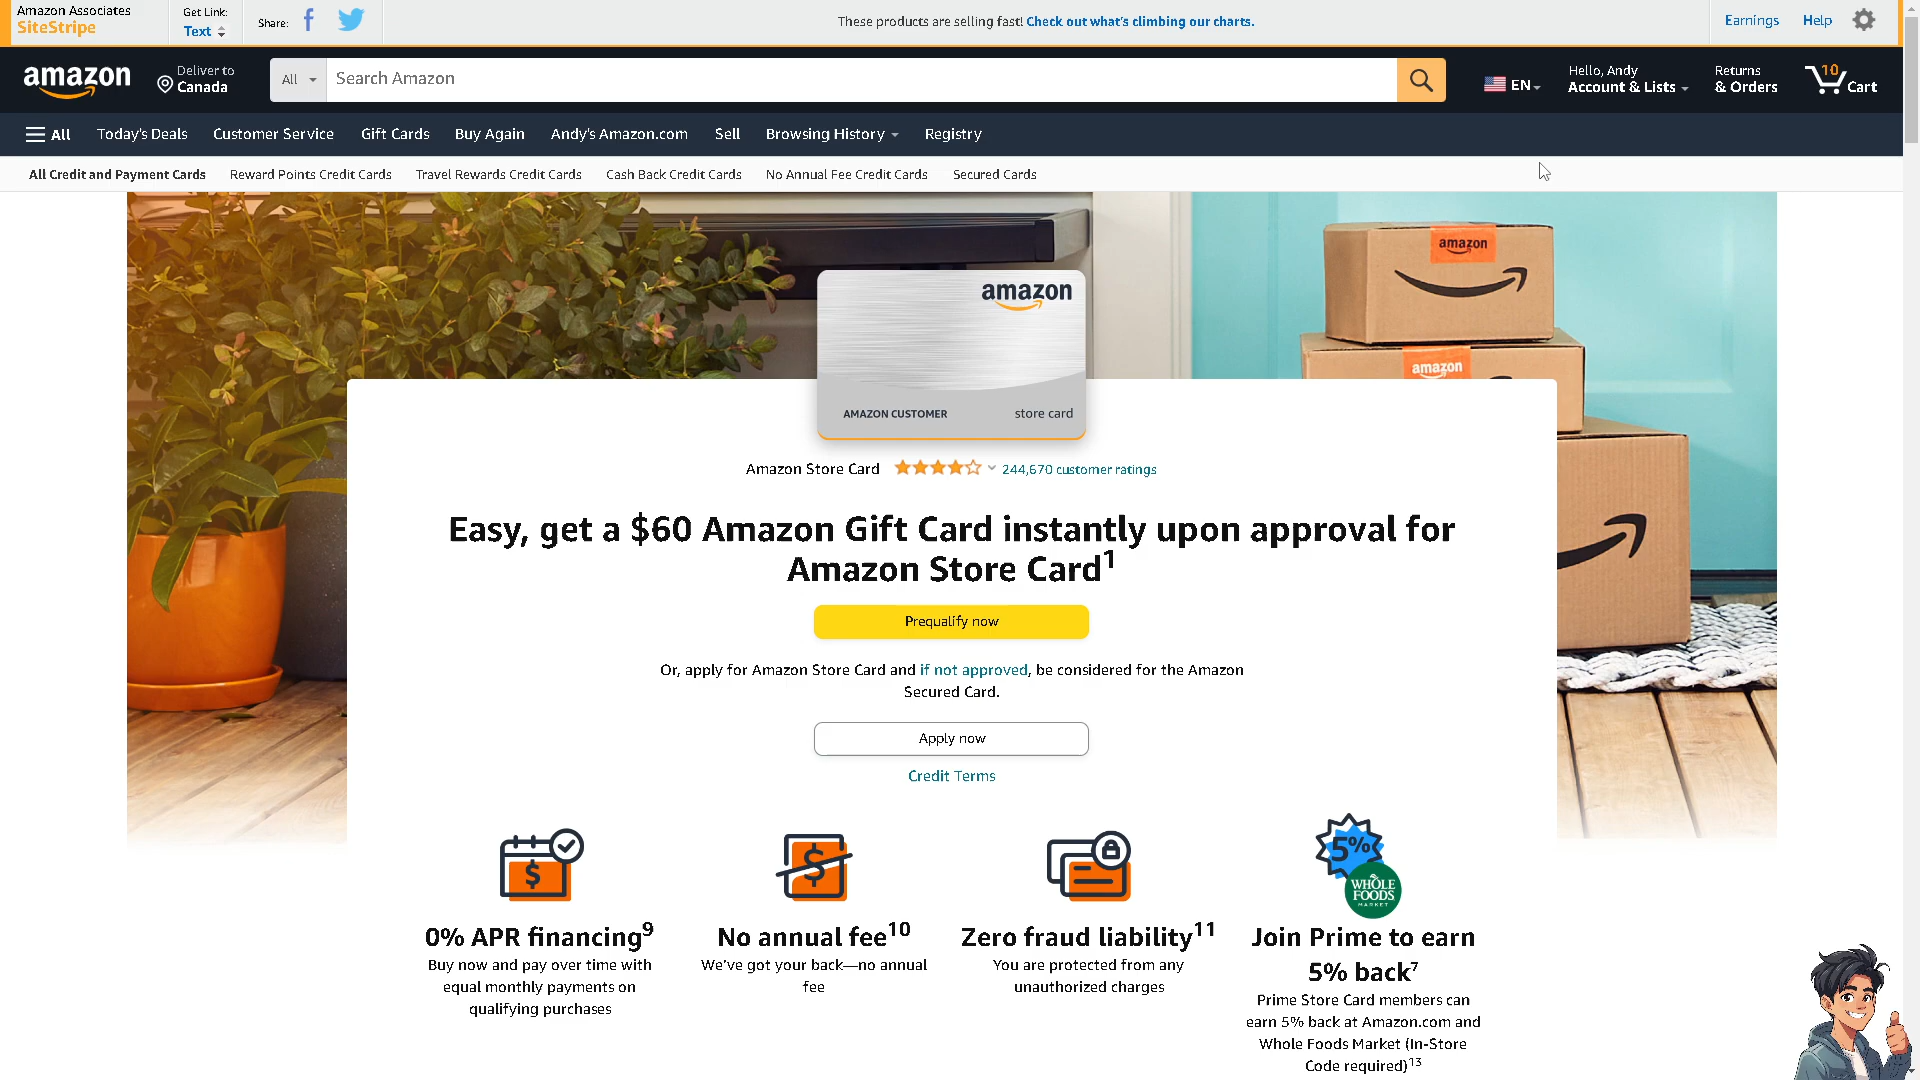 Amazon Associates
SiteStripe
Get Link:
Text
Share:
These products are selling fast! Check out what's climbing our charts.
Earnings
Help
amazon
Deliver to
Canada
All
Search Amazon
EN
Hello, Andy
Account & Lists
Returns
& Orders
10
Cart
All
Today's Deals
Customer Service
Gift Cards
Buy Again
Andy's Amazon.com
Sell
Browsing History
Registry
All Credit and Payment Cards
Reward Points Credit Cards
Travel Rewards Credit Cards
Cash Back Credit Cards
No Annual Fee Credit Cards
Secured Cards
amazon
amazon
amazon
AMAZON CUSTOMER
store card
Amazon Store Card
244,670 customer ratings
Easy, get a $60 Amazon Gift Card instantly upon approval for
Amazon Store Card1
Prequalify now
Or, apply for Amazon Store Card and if not approved, be considered for the Amazon
Secured Card.
Apply now
Credit Terms
$
0% APR financing9
Buy now and pay over time with
equal monthly payments on
qualifying purchases
$
No annual fee10
We've got your back—no annual
fee
Zero fraud liability11
You are protected from any
unauthorized charges
5%
WHOLE
FOODS
MARKET
Join Prime to earn
5% back7
Prime Store Card members can
earn 5% back at Amazon.com and
Whole Foods Market (In-Store
Code required)13